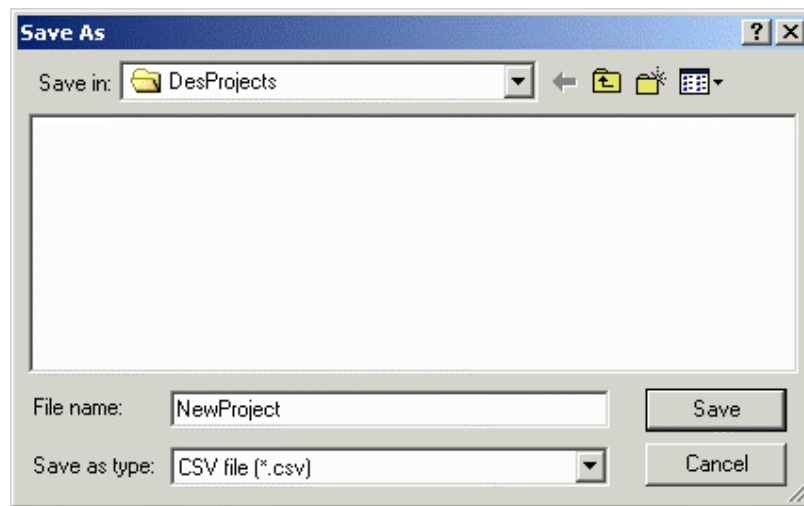 Save As
Save in: DesProjects
File name: NewProject
Save
Save as type: CSV file (*.csv)
Cancel